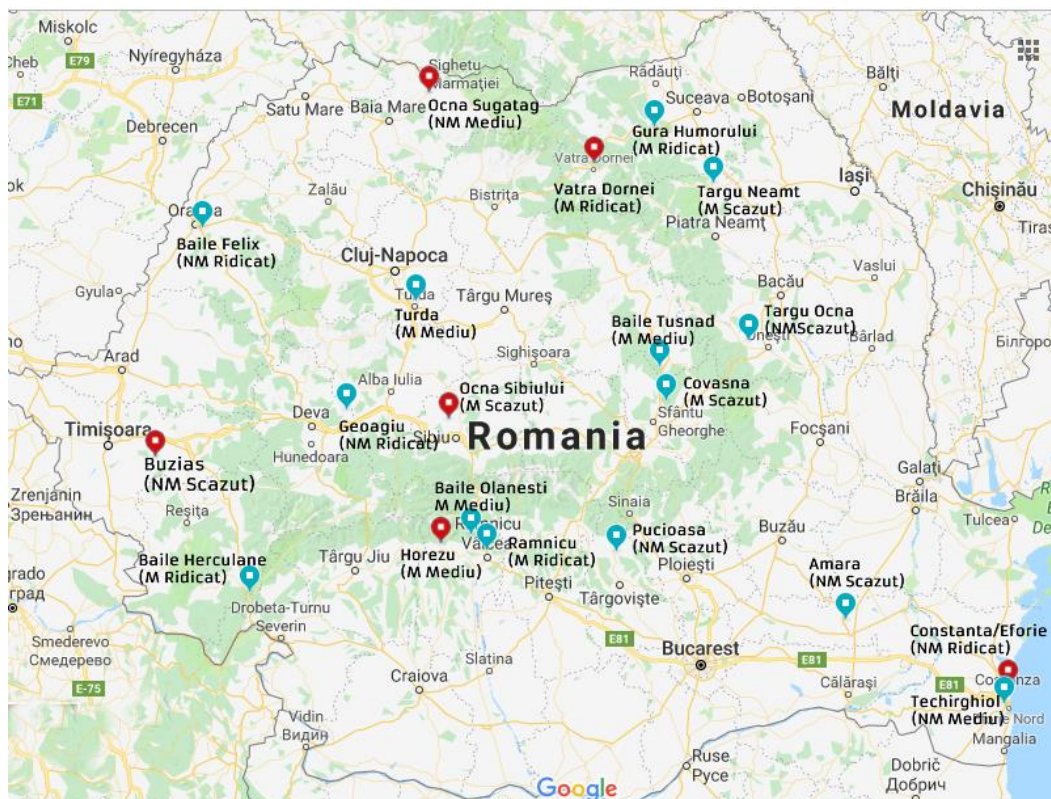 Miskolc
Nyíregyháza
Cheb
E79
E71
Satu Mare
Baia Mare
Sighetu
Marmației
Ocna Sugatag
(NM Mediu)
Rădăuți
Suceava
Botoșani
Bălți
Moldavia
Debrecen
Gura Humorului
(M Ridicat)
Vatra Dornei
Vatra Dornei
(M Ridicat)
Targu Neamt
(M Scazut)
Iași
Chișinău
Tiras
Zalău
Bistrița
Piatra Neamț
Baile Felix
(NM Ridicat)
Cluj-Napoca
Turda
Turda
(M Mediu)
Târgu Mureș
Bacău
Vaslui
Gyula
Targu Ocna
(NMScazut)
Onești
Bârlad
Baile Tusnad
(M Mediu)
Sighișoara
Білгоро
Arad
Alba Iulia
Ocna Sibiului
(M Scazut)
Covasna
(M Scazut)
Sfântu
Gheorghe
Deva
Geoagiu
(NM Ridicat)
Sibiu
Romania
Focșani
Timișoara
Hunedoara
Buzias
(NM Scazut)
Galați
Brăila
Zrenjanin
Зрењанин
Reșița
Baile Olanesti
M Mediu)
Sinaia
Tulcea
Buzău
Pucioasa
(NM Scazut)
Ploiești
Baile Herculane
(M Ridicat)
Târgu Jiu
Horezu
(M Mediu)
Vâlcea
Ramnicu
(M Ridicat)
Pitești
Târgoviște
Amara
(NM Scazut)
grado
град
Drobeta-Turnu
Severin
Smederevo
Смедерево
E81
Constanta/Eforie
(NM Ridicat)
Slatina
Bucarest
E81
E81
E-75
Craiova
Călărași
Techirghiol
(NM Mediu)
Nord
Mangalia
Vidin
Видин
Ruse
Русе
Dobrič
Добрич
Google